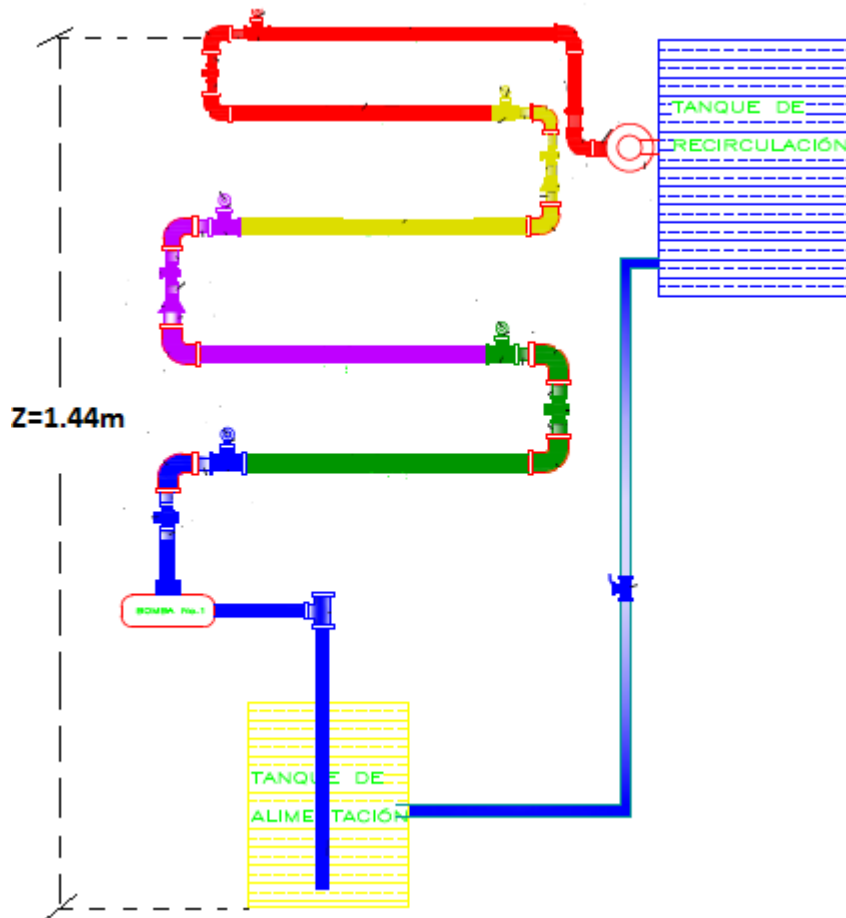 TANQUE DE
RECIRCULACIÓN
Z=1.44m
BOMBA No.1
TANQUE DE
ALIMENTACIÓN